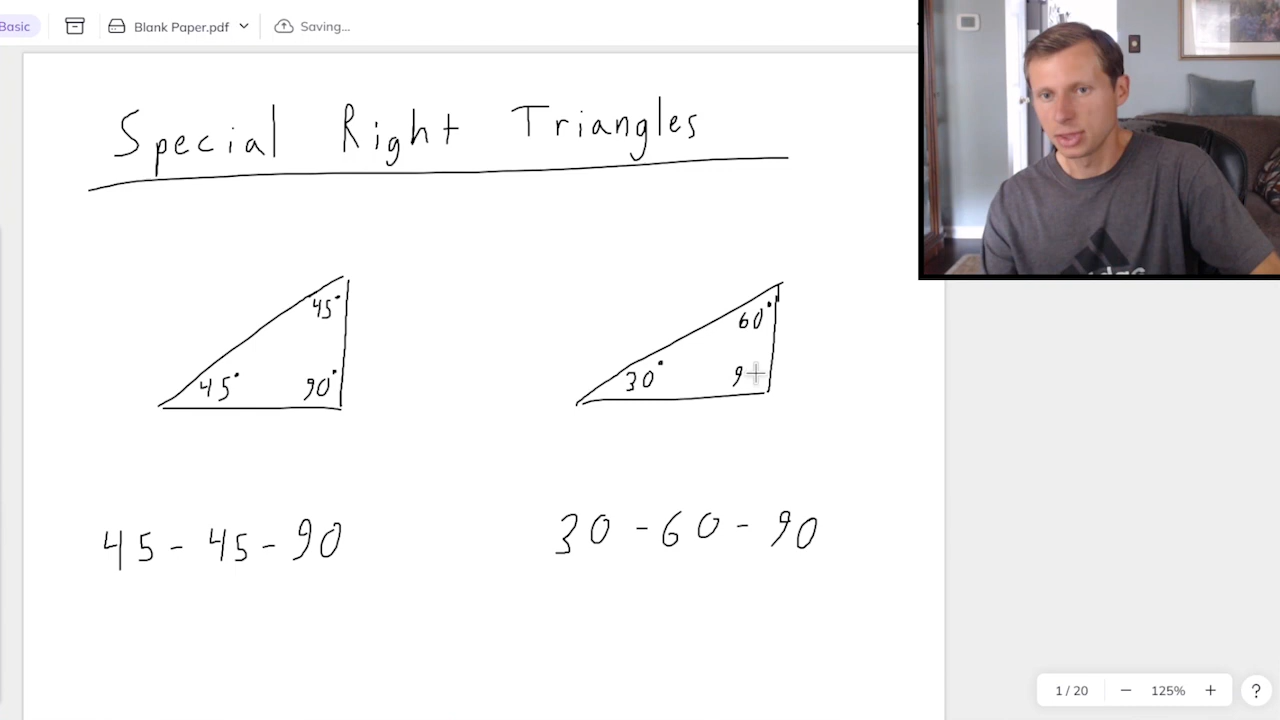 Basic Blank Paper.pdf Saving...
Special Right Triangles
45° 60°
45° 90° 30° 9
45 - 45 - 90 30 - 60 - 90
1 / 20 − 125% + ?